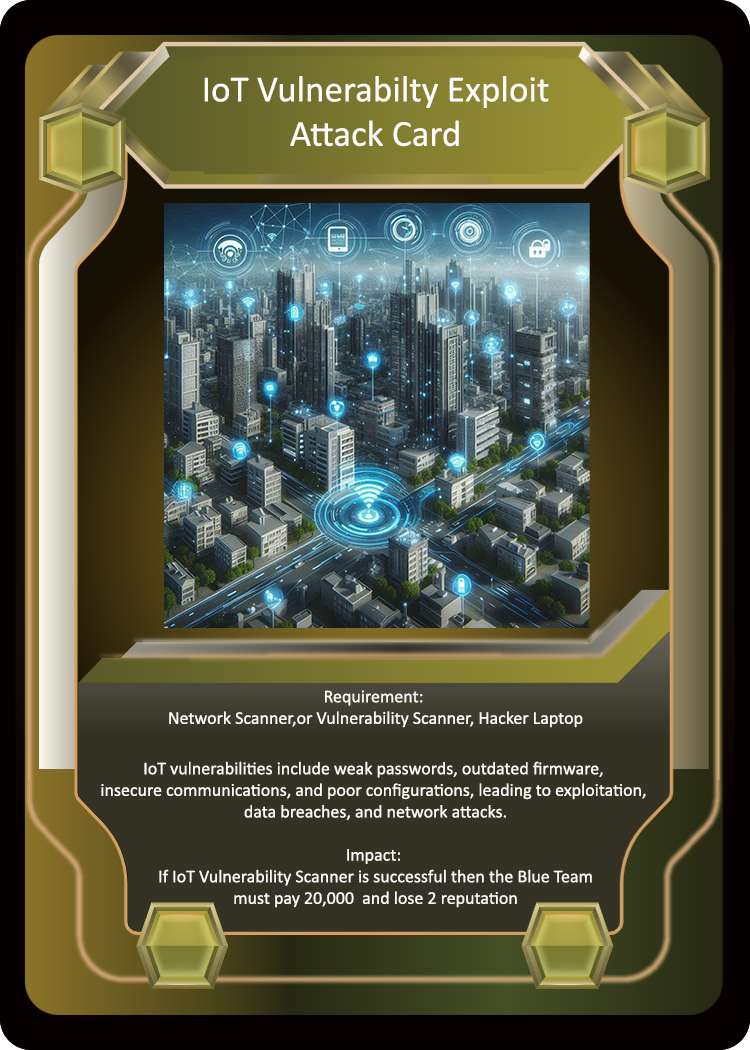 IoT Vulnerabilty Exploit
Attack Card
Requirement:
Network Scanner,or Vulnerability Scanner, Hacker Laptop
IoT vulnerabilities include weak passwords, outdated firmware,
insecure communications, and poor configurations, leading to exploitation,
data breaches, and network attacks.
Impact:
If IoT Vulnerability Scanner is successful then the Blue Team
must pay 20,000  and lose 2 reputation